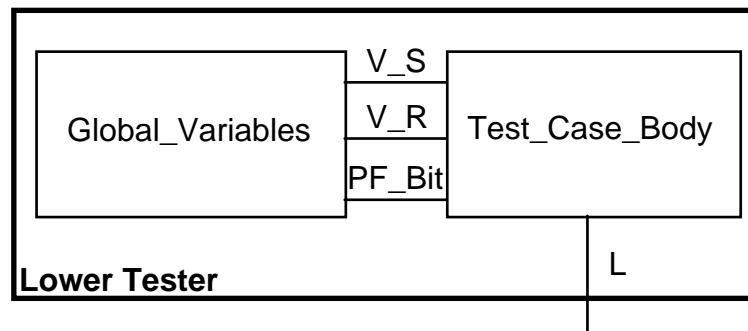 V_S
Global_Variables
V_R
Test_Case_Body
PF_Bit
L
Lower Tester